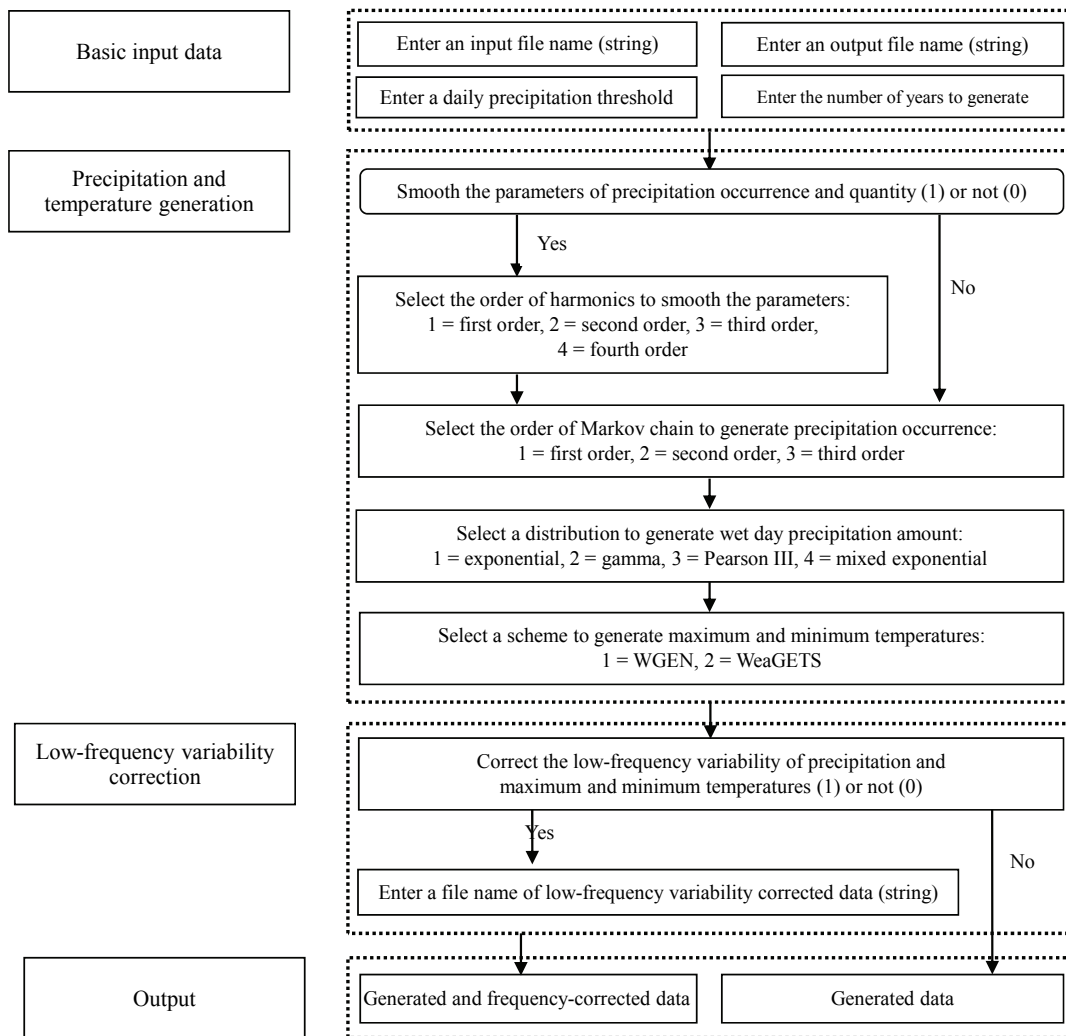 Basic input data
Enter an input file name (string)
Enter an output file name (string)
Enter a daily precipitation threshold
Enter the number of years to generate
Precipitation and
temperature generation
Smooth the parameters of precipitation occurrence and quantity (1) or not (0)
Yes
No
Select the order of harmonics to smooth the parameters:
1 = first order, 2 = second order, 3 = third order,
4 = fourth order
Select the order of Markov chain to generate precipitation occurrence:
1 = first order, 2 = second order, 3 = third order
Select a distribution to generate wet day precipitation amount:
1 = exponential, 2 = gamma, 3 = Pearson III, 4 = mixed exponential
Select a scheme to generate maximum and minimum temperatures:
1 = WGEN, 2 = WeaGETS
Low-frequency variability
correction
Correct the low-frequency variability of precipitation and
maximum and minimum temperatures (1) or not (0)
Yes
No
Enter a file name of low-frequency variability corrected data (string)
Output
Generated and frequency-corrected data
Generated data